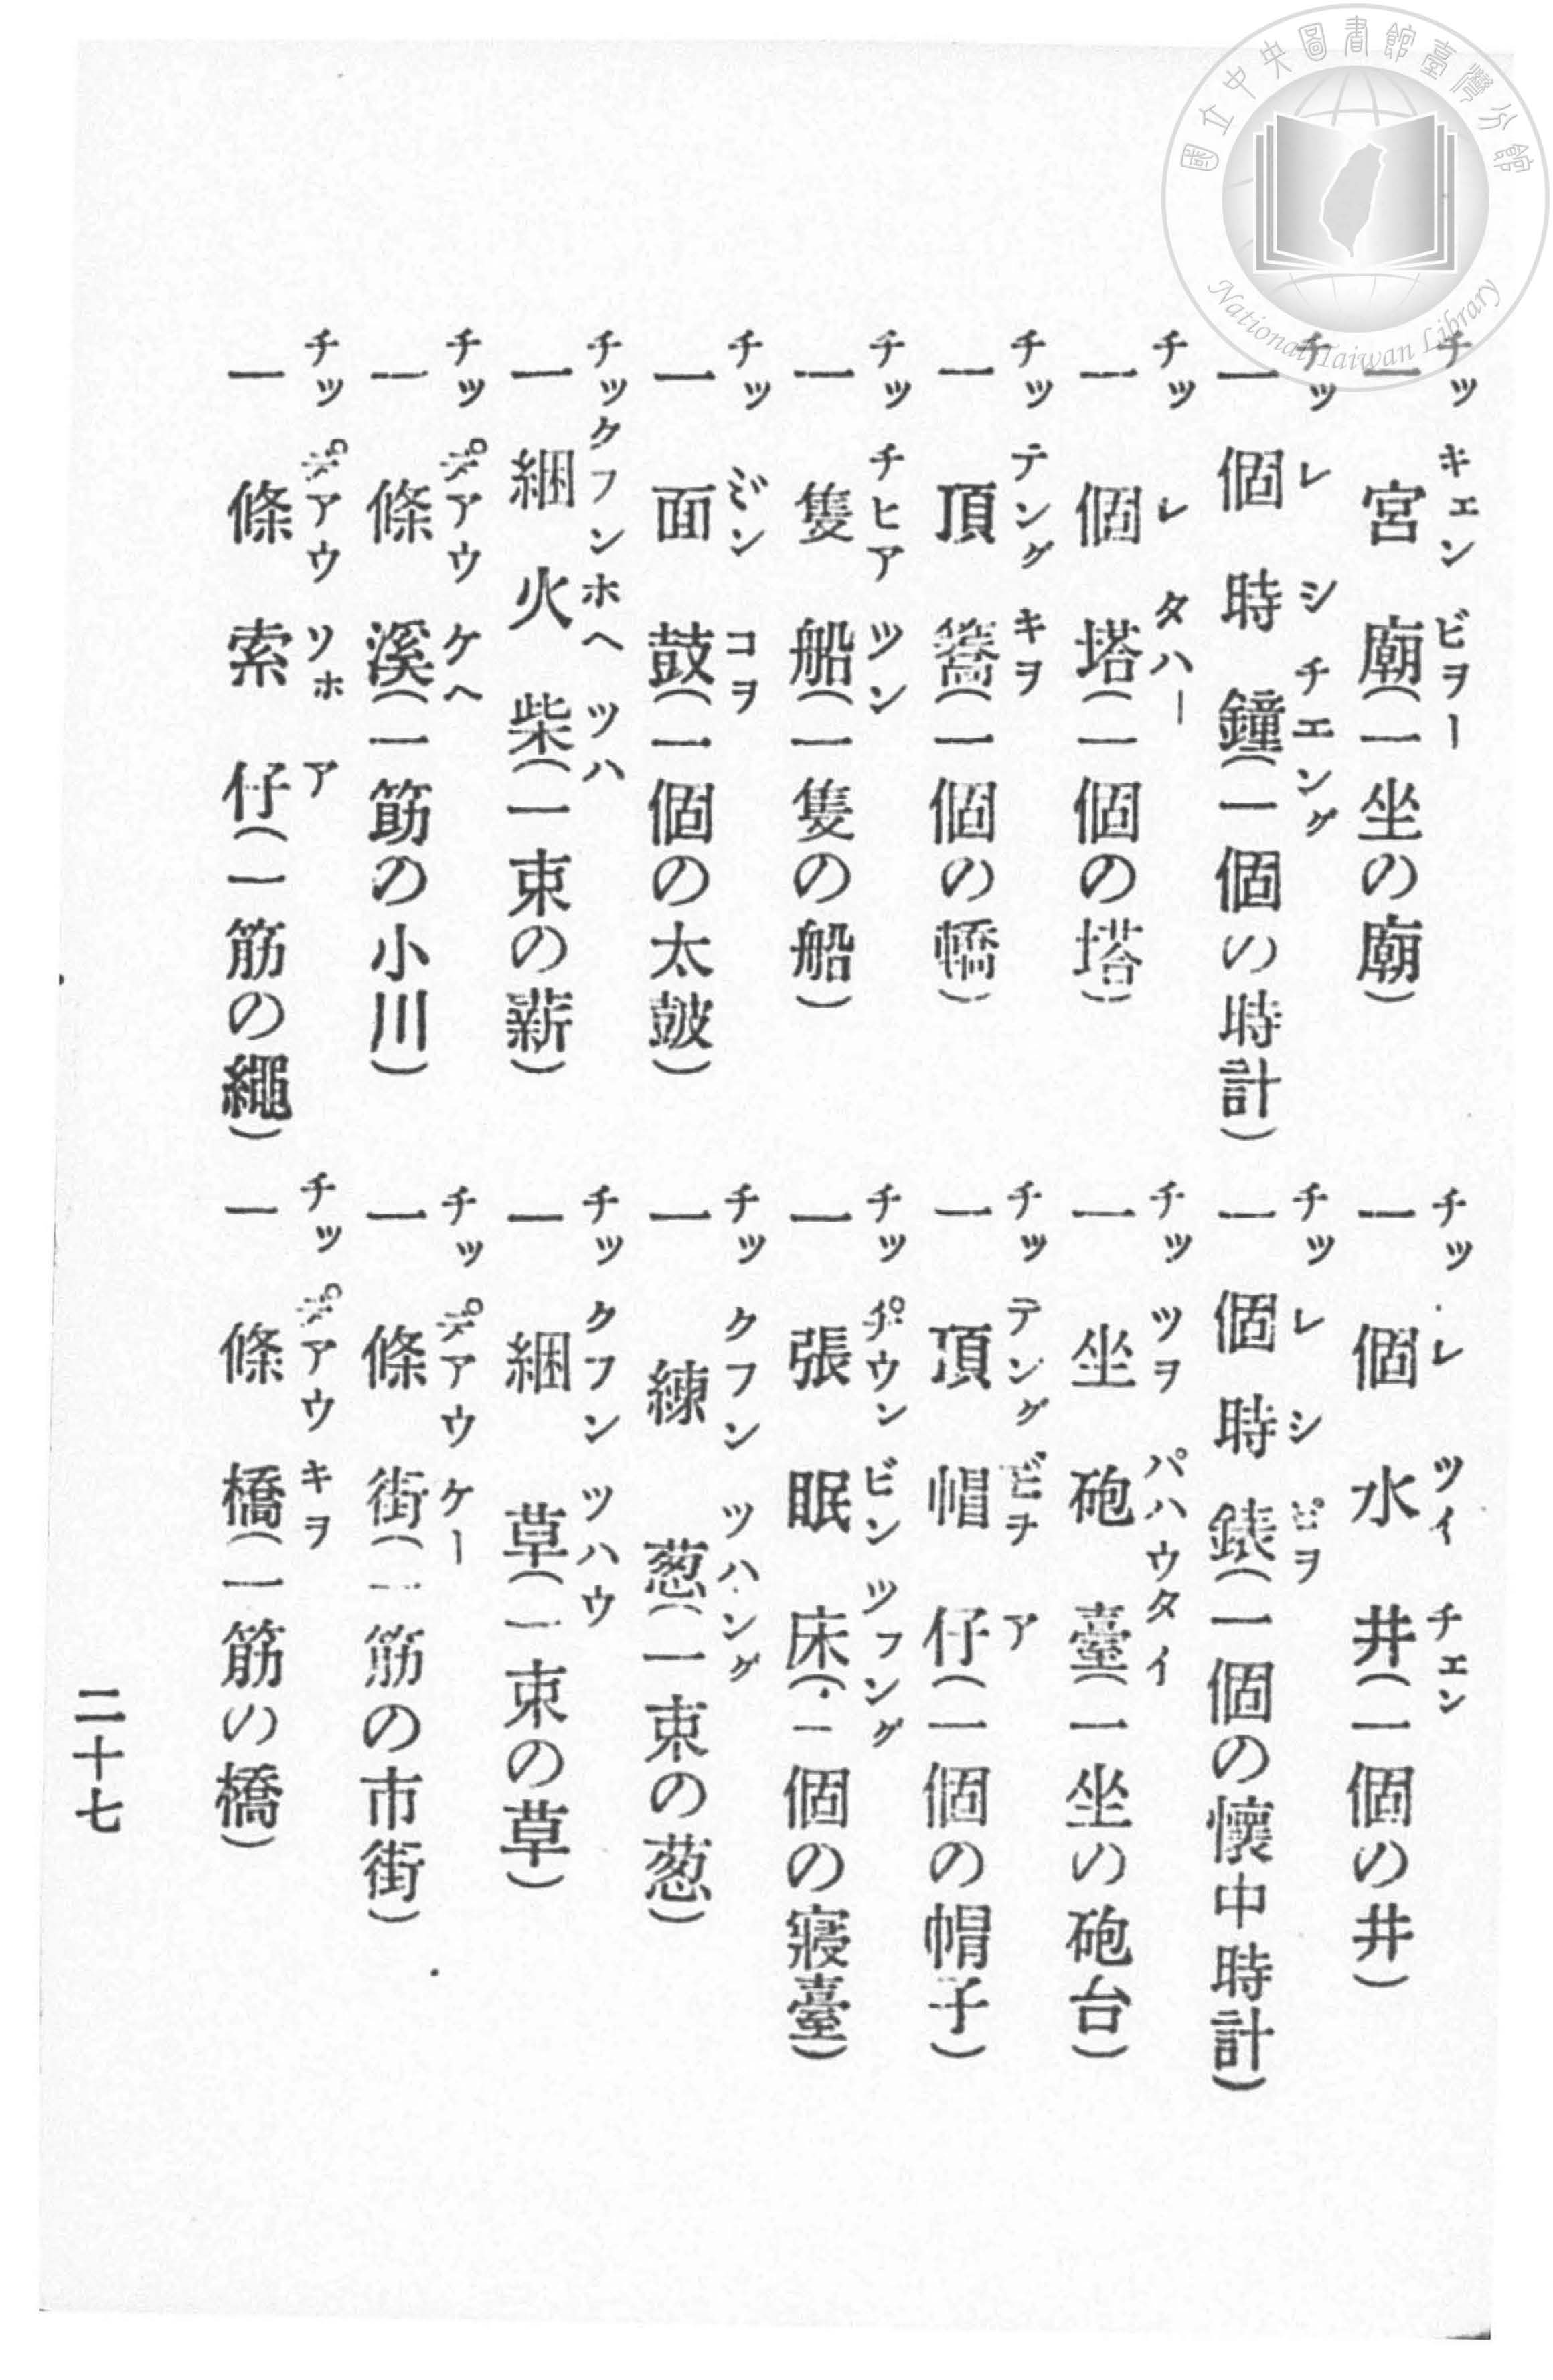 國立中央圖書館臺灣分館
National Taiwan Library
チッ キエン ビヲー
一宮廟(一坐の廟)
チッ レ シ チエング
一個時鐘(一個の時計)
チッ レ タハー
一個塔(一個の塔)
チッ テング キヲ
一頂(一個の)
チッ チヒア ツン
一隻船(一隻の船)
チッ ミン コヲ
一面鼓(一個の太皷)
チッ クフン ホヘ ツハ
一綑火柴(一束の薪)
チッ アウ ケヘ
一條溪(一筋の小川)
チッ アウ ソホ ア
一條索仔(一筋の繩)
チッ レ ツイ チエン
一個水井(一個の井)
チッ レ シ ピヲ
一個時錶(一個の懷中時計)
チッ ツヲ パハウ タイ
一坐砲臺(一坐の砲台)
チッ テング ビヲ ア
一頂帽仔(一個の帽子)
チッ ウン ビン ツフング
一張眠床(一個の寢臺)
チッ クフン ツハング
一練葱(一束の葱)
チッ クフン ツハウ
一綑草(一束の草)
チッ アウ ケー
一條街(一筋の市街)
チッ アウ キヲ
一條橋(一筋の橋)
二十七